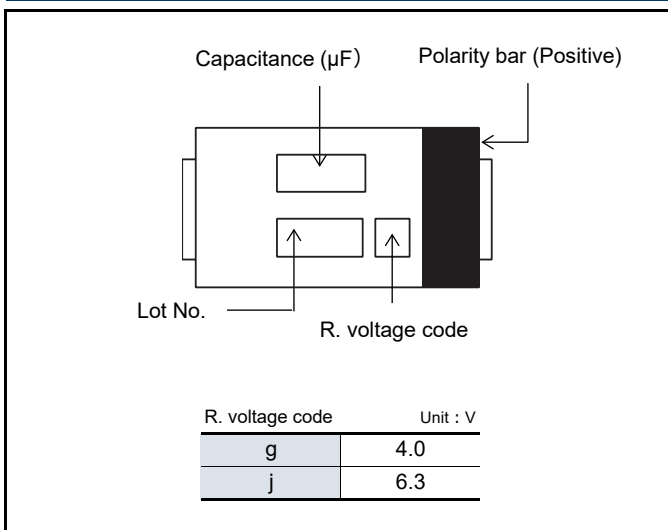 Capacitance (µF） Polarity bar (Positive)
Lot No.
R. voltage code
R. voltage code Unit：V
g 4.0
j 6.3